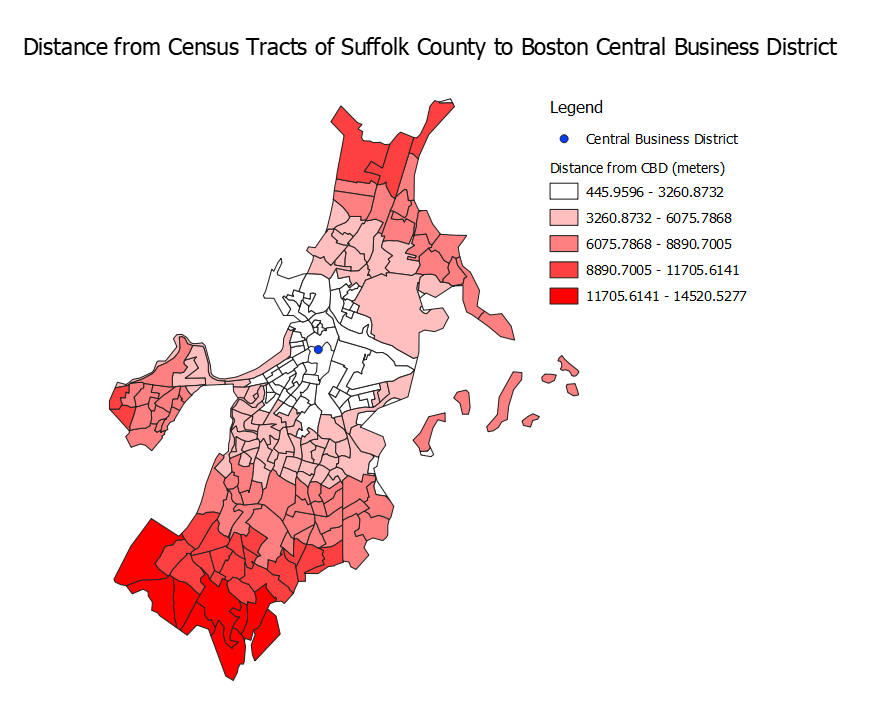 Distance from Census Tracts of Suffolk County to Boston Central Business District
Legend
Central Business District
Distance from CBD (meters)
445.9596 - 3260.8732
3260.8732 - 6075.7868
6075.7868 - 8890.7005
8890.7005 - 11705.6141
11705.6141 - 14520.5277